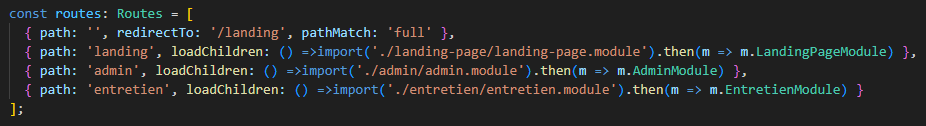 const routes: Routes = [
  { path: '', redirectTo: '/landing', pathMatch: 'full' },
  { path: 'landing', loadChildren: () =>import('./landing-page/landing-page.module').then(m => m.LandingPageModule) },
  { path: 'admin', loadChildren: () =>import('./admin/admin.module').then(m => m.AdminModule) },
  { path: 'entretien', loadChildren: () =>import('./entretien/entretien.module').then(m => m.EntretienModule) }
];